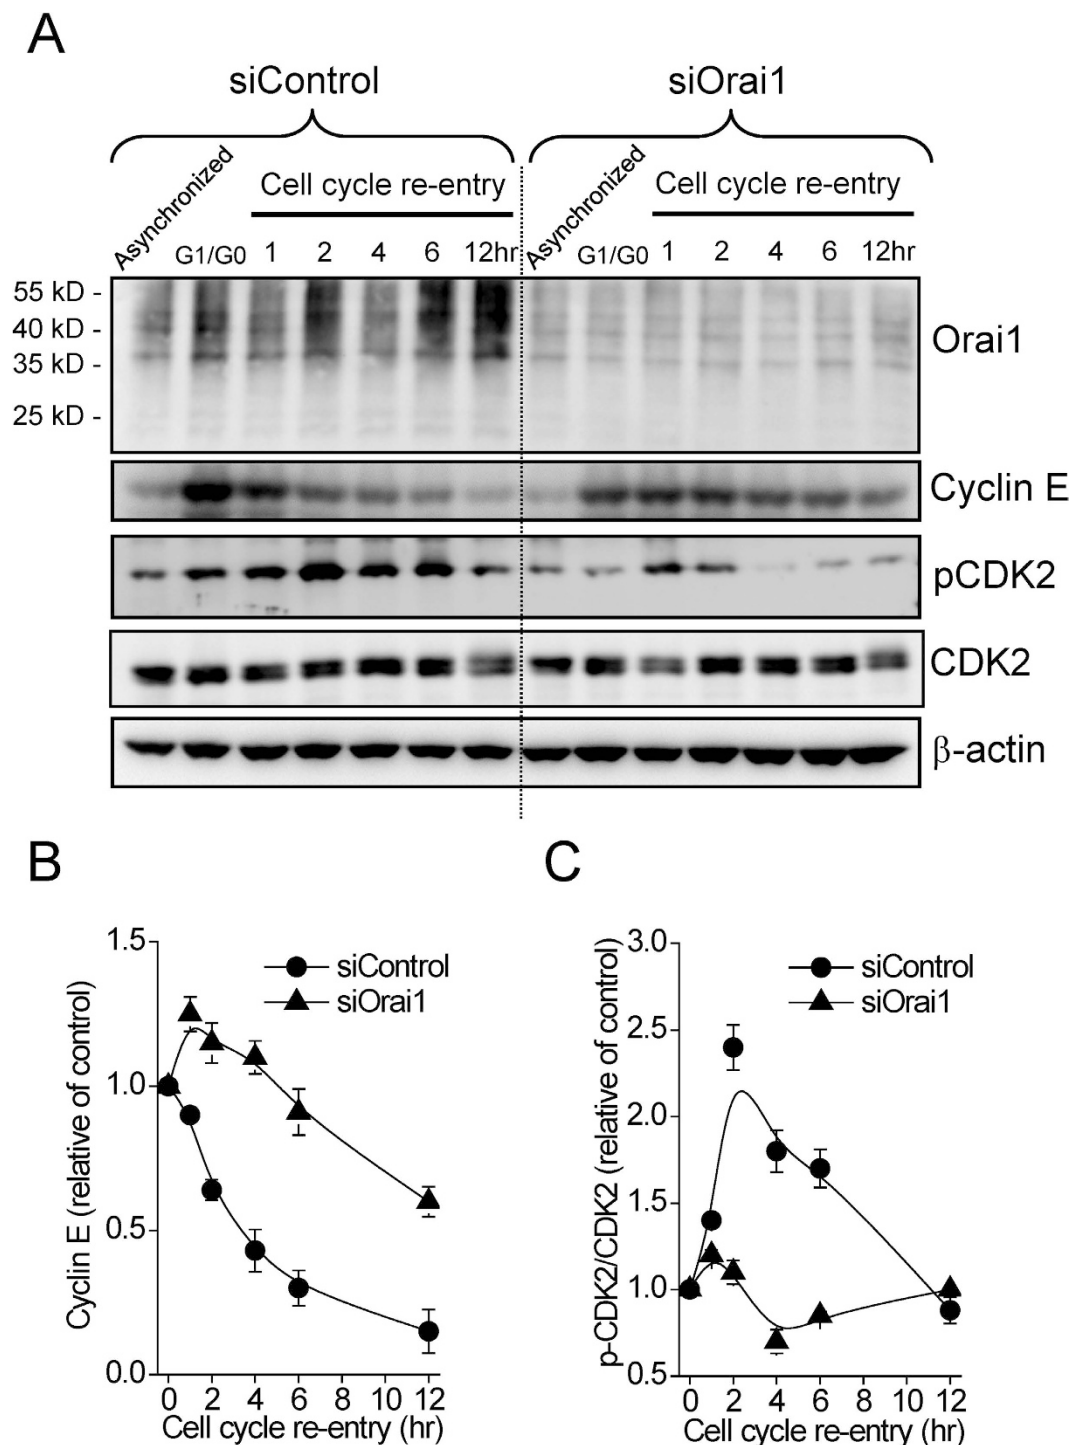 A
siControl siOrai1
Asynchronized Cell cycle re-entry Asynchronized Cell cycle re-entry
G1/G0 1 2 4 6 12hr G1/G0 1 2 4 6 12hr
55 kD -
40 kD -
35 kD -
25 kD -
Orai1
Cyclin E
pCDK2
CDK2
β-actin
B
Cyclin E (relative of control)
1.5
1.0
0.5
0.0
siControl
siOrai1
0 2 4 6 8 10 12
Cell cycle re-entry (hr)
C
p-CDK2/CDK2 (relative of control)
3.0
2.5
2.0
1.5
1.0
0.5
siControl
siOrai1
0 2 4 6 8 10 12
Cell cycle re-entry (hr)